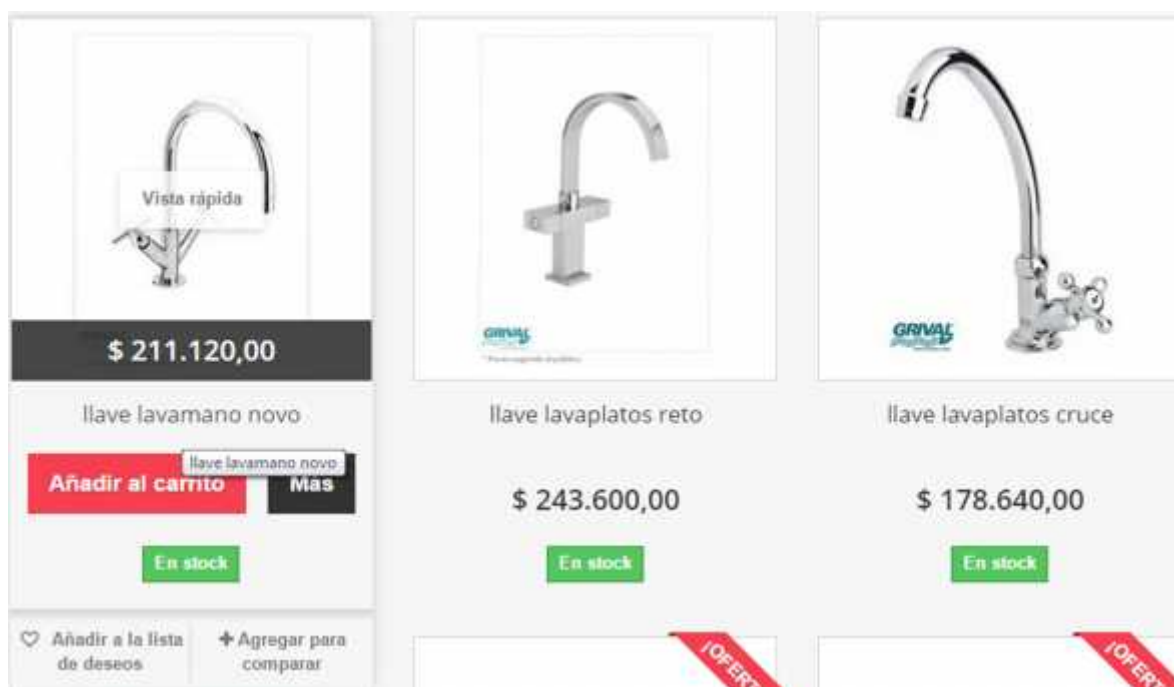 Vista rápida
$ 211.120,00
llave lavamano novo
Añadir al carrito
Más
llave lavamano novo
En stock
Añadir a la lista
de deseos
Agregar para
comparar
GRIVAL
llave lavaplatos reto
$ 243.600,00
En stock
GRIVAL
llave lavaplatos cruce
$ 178.640,00
En stock